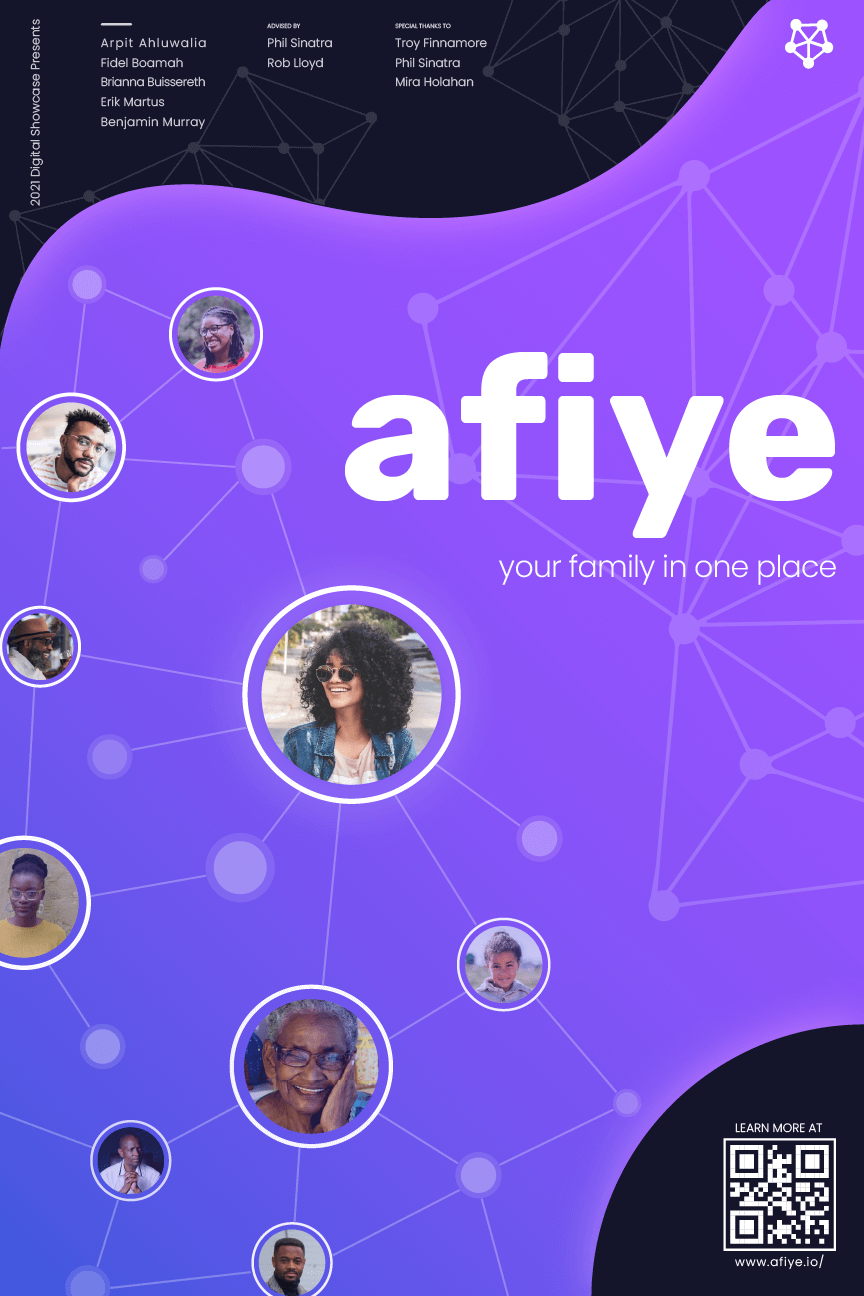 2021 Digital Showcase Presents
Arpit Ahluwalia
Fidel Boamah
Brianna Buissereth
Erik Martus
Benjamin Murray
ADVISED BY
Phil Sinatra
Rob Lloyd
SPECIAL THANKS TO
Troy Finnamore
Phil Sinatra
Mira Holahan
afiye
your family in one place
LEARN MORE AT
www.afiye.io/